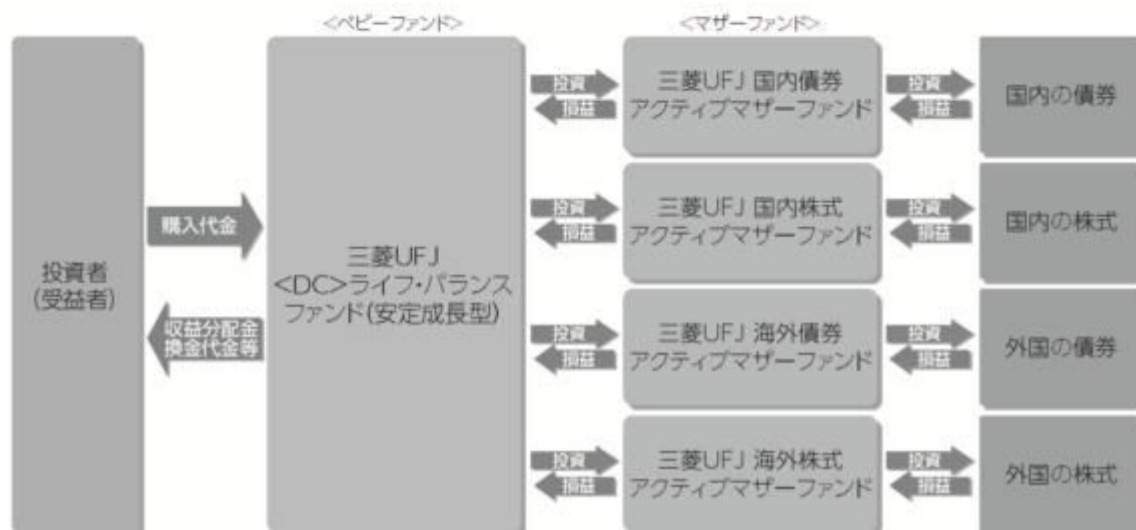 <ベビーファンド>
<マザーファンド>
投資者
(受益者)
購入代金
収益分配金
換金代金等
三菱UFJ
<DC>ライフ・バランス
ファンド(安定成長型)
投資
損益
三菱UFJ 国内債券
アクティブマザーファンド
投資
損益
国内の債券
投資
損益
三菱UFJ 国内株式
アクティブマザーファンド
投資
損益
国内の株式
投資
損益
三菱UFJ 海外債券
アクティブマザーファンド
投資
損益
外国の債券
投資
損益
三菱UFJ 海外株式
アクティブマザーファンド
投資
損益
外国の株式